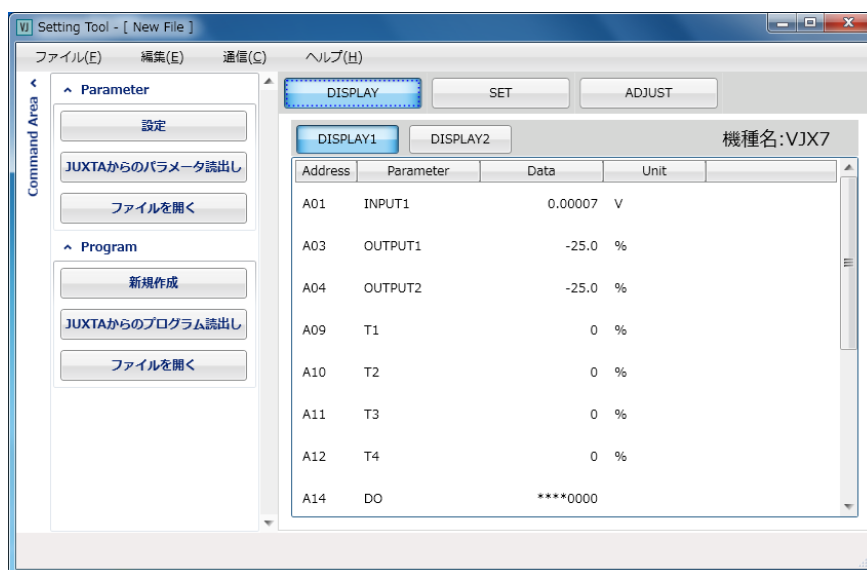 VJ Setting Tool - [ New File ]
ファイル(F) 編集(E) 通信(C) ヘルプ(H)
Command Area
Parameter
設定
JUXTAからのパラメータ読出し
ファイルを開く
Program
新規作成
JUXTAからのプログラム読出し
ファイルを開く
DISPLAY SET ADJUST
DISPLAY1 DISPLAY2 機種名:VJX7
Address Parameter Data Unit
A01 INPUT1 0.00007 V
A03 OUTPUT1 -25.0 %
A04 OUTPUT2 -25.0 %
A09 T1 0 %
A10 T2 0 %
A11 T3 0 %
A12 T4 0 %
A14 DO ****0000